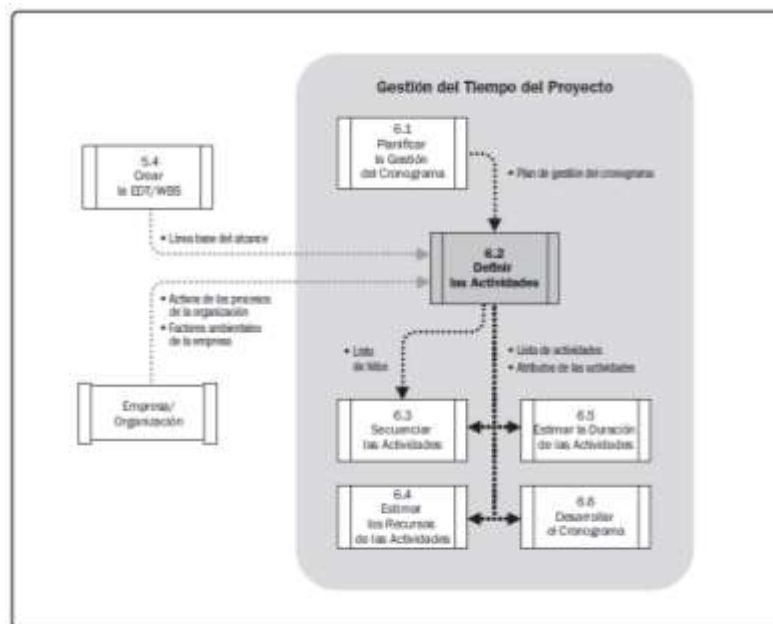 Gestión del Tiempo del Proyecto
6.1
Planificar
la Gestión
del Cronograma
5.4
Crear
la EDT/WBS
• Plan de gestión del cronograma
• Línea base del alcance
6.2
Definir
las Actividades
• Activos de los procesos
de la organización
• Factores ambientales
de la empresa
• Lista
de hitos
• Lista de actividades
• Atributos de las actividades
Empresa/
Organización
6.3
Secuenciar
las Actividades
6.5
Estimar la Duración
de las Actividades
6.4
Estimar
los Recursos
de las Actividades
6.6
Desarrollar
el Cronograma